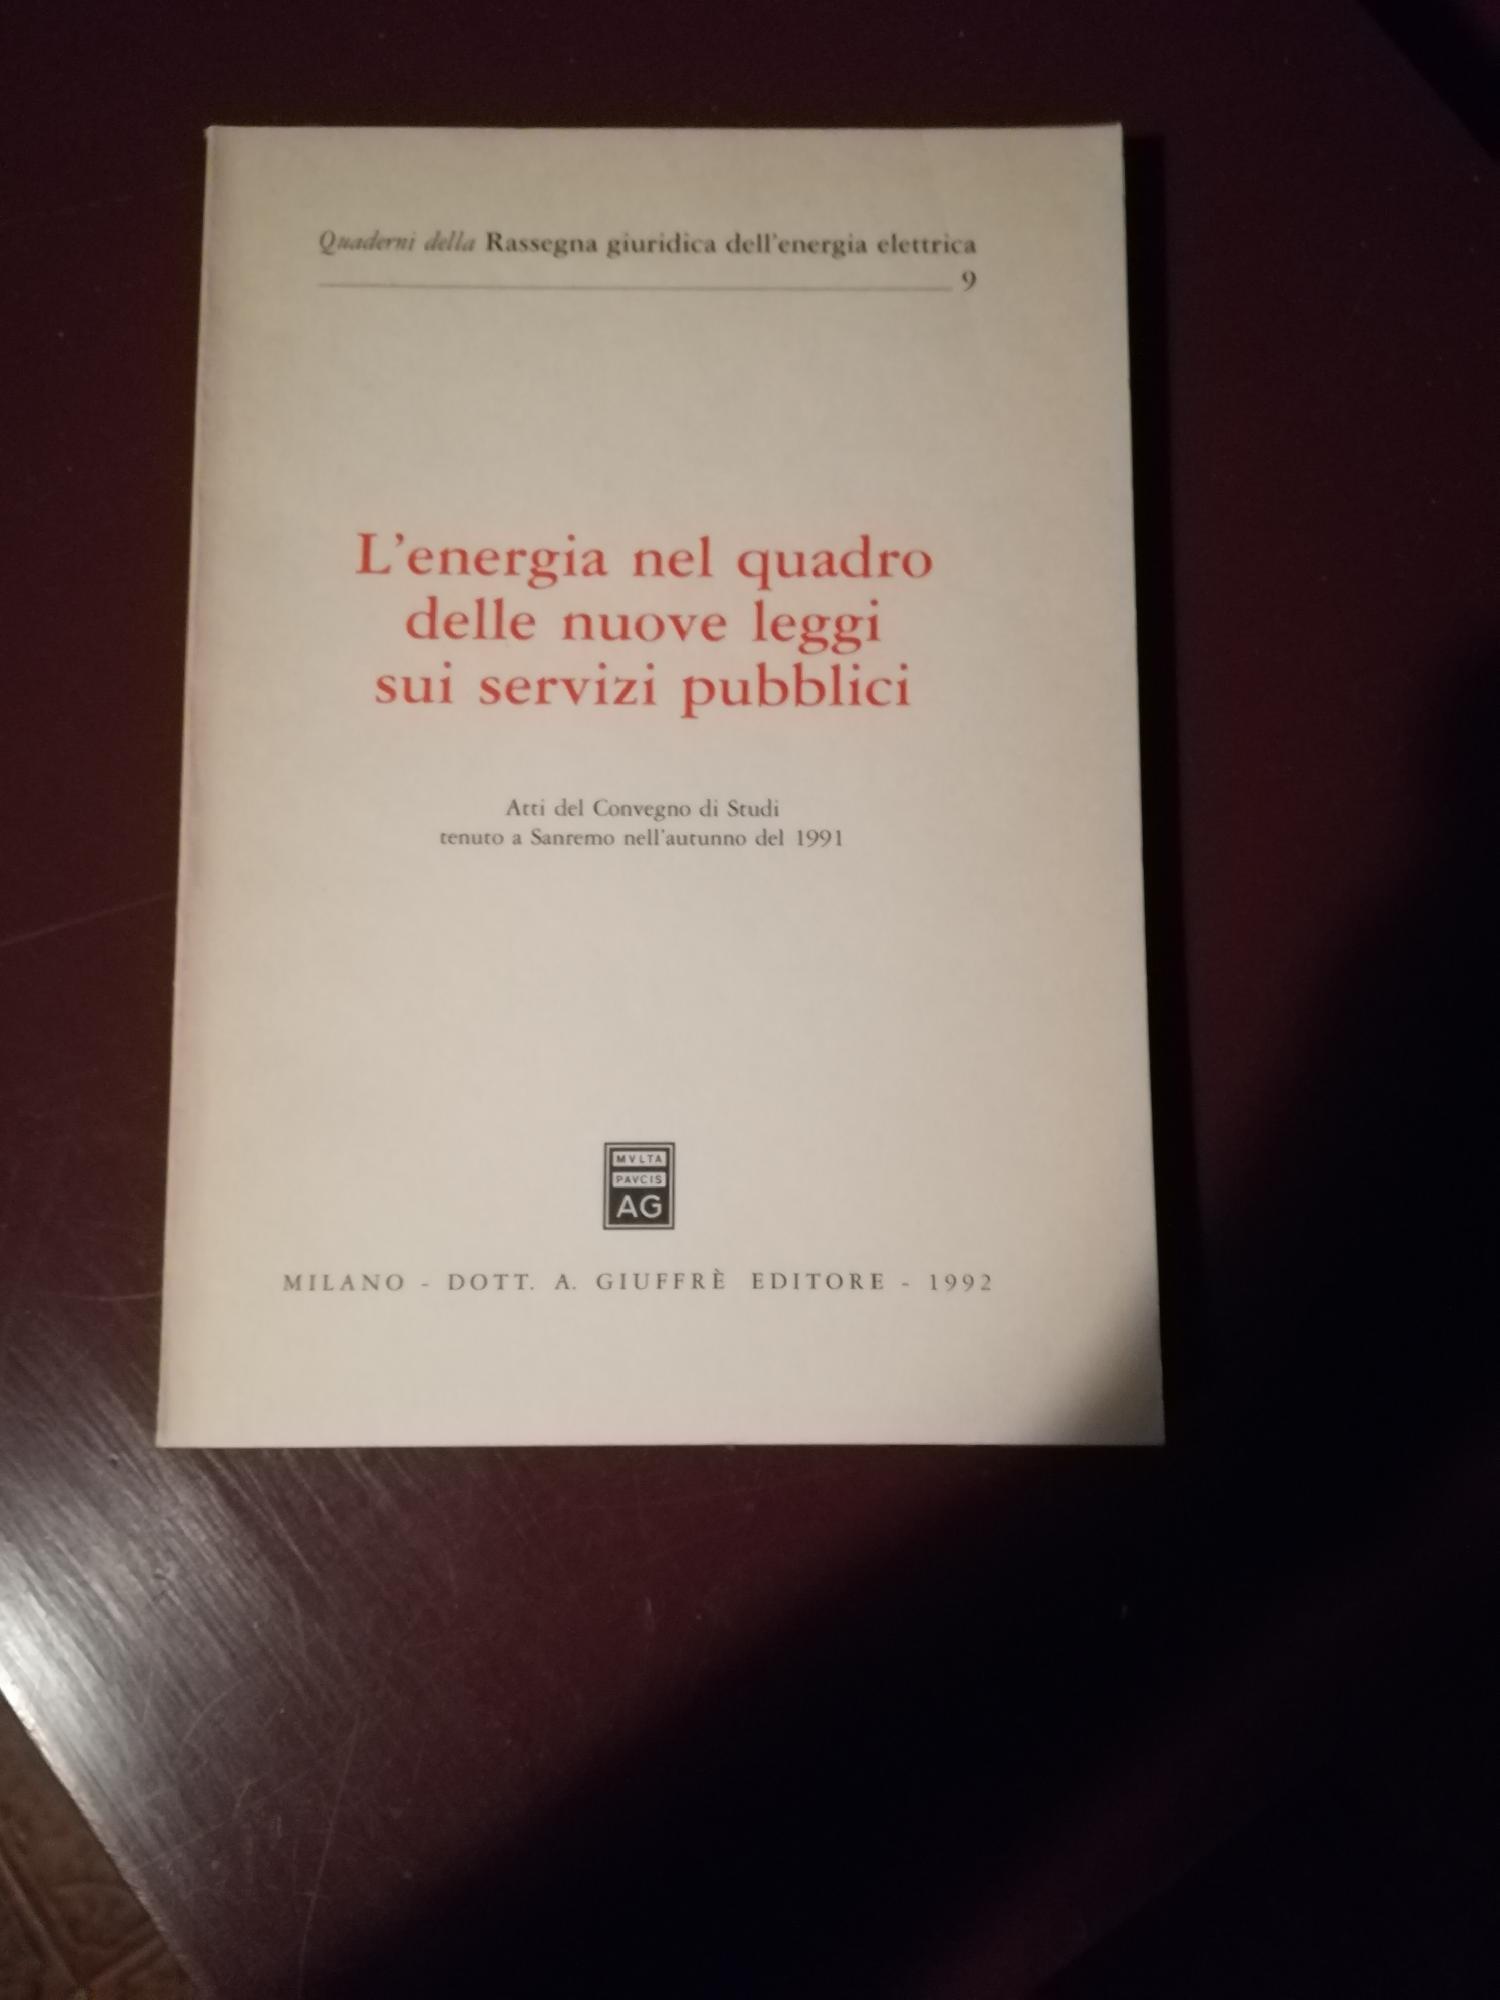 Quaderni della Rassegna giuridica dell'energia elettrica
9
L'energia nel quadro
delle nuove leggi
sui servizi pubblici
Atti del Convegno di Studi
tenuto a Sanremo nell'autunno del 1991
MVLTA
PAVCIS
AG
MILANO - DOTT. A. GIUFFRÈ EDITORE - 1992